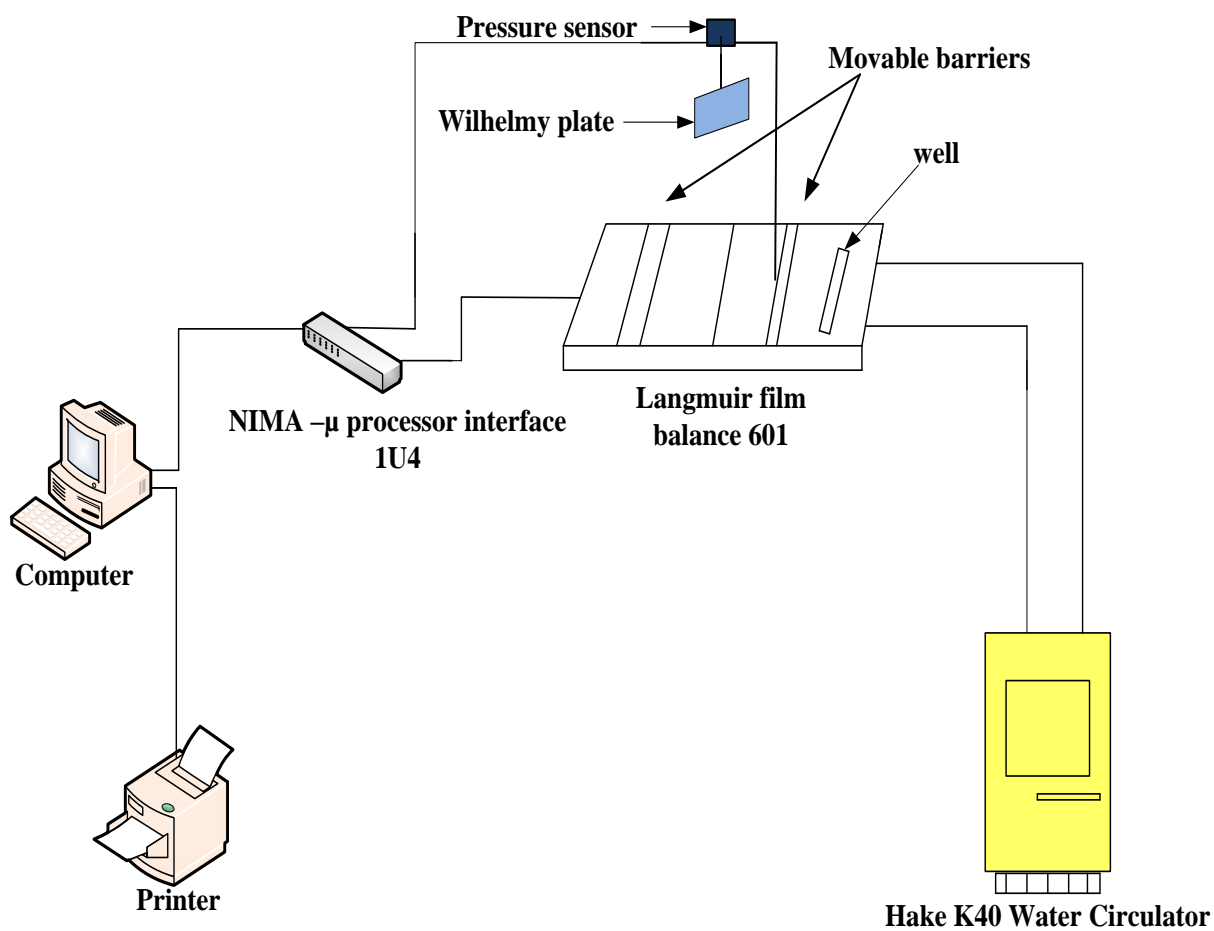 Pressure sensor
Movable barriers
Wilhelmy plate
well
Langmuir film
balance 601
NIMA –µ processor interface
1U4
Computer
Printer
Hake K40 Water Circulator